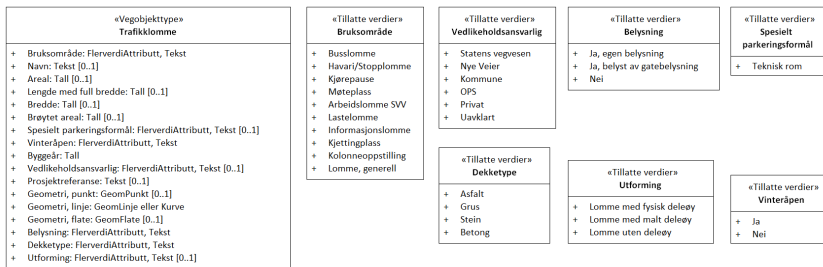 «Vegobjekttype»
Trafikklomme
+ Bruksområde: FlerverdiAttributt, Tekst
+ Navn: Tekst [0..1]
+ Areal: Tall [0..1]
+ Lengde med full bredde: Tall [0..1]
+ Bredde: Tall [0..1]
+ Brøytet areal: Tall [0..1]
+ Spesielt parkeringsformål: FlerverdiAttributt, Tekst [0..1]
+ Vinteråpen: FlerverdiAttributt, Tekst
+ Byggeår: Tall
+ Vedlikeholdsansvarlig: FlerverdiAttributt, Tekst [0..1]
+ Prosjektreferanse: Tekst [0..1]
+ Geometri, punkt: GeomPunkt [0..1]
+ Geometri, linje: GeomLinje eller Kurve
+ Geometri, flate: GeomFlate [0..1]
+ Belysning: FlerverdiAttributt, Tekst
+ Dekketype: FlerverdiAttributt, Tekst
+ Utforming: FlerverdiAttributt, Tekst [0..1]
«Tillatte verdier»
Bruksområde
+ Busslomme
+ Havari/Stopplomme
+ Kjørepause
+ Møteplass
+ Arbeidslomme SVV
+ Lastelomme
+ Informasjonslomme
+ Kjettingplass
+ Kolonneoppstilling
+ Lomme, generell
«Tillatte verdier»
Vedlikeholdsansvarlig
+ Statens vegvesen
+ Nye Veier
+ Kommune
+ OPS
+ Privat
+ Uavklart
«Tillatte verdier»
Belysning
+ Ja, egen belysning
+ Ja, belyst av gatebelysning
+ Nei
«Tillatte verdier»
Spesielt
parkeringsformål
+ Teknisk rom
«Tillatte verdier»
Dekketype
+ Asfalt
+ Grus
+ Stein
+ Betong
«Tillatte verdier»
Utforming
+ Lomme med fysisk deleøy
+ Lomme med malt deleøy
+ Lomme uten deleøy
«Tillatte verdier»
Vinteråpen
+ Ja
+ Nei